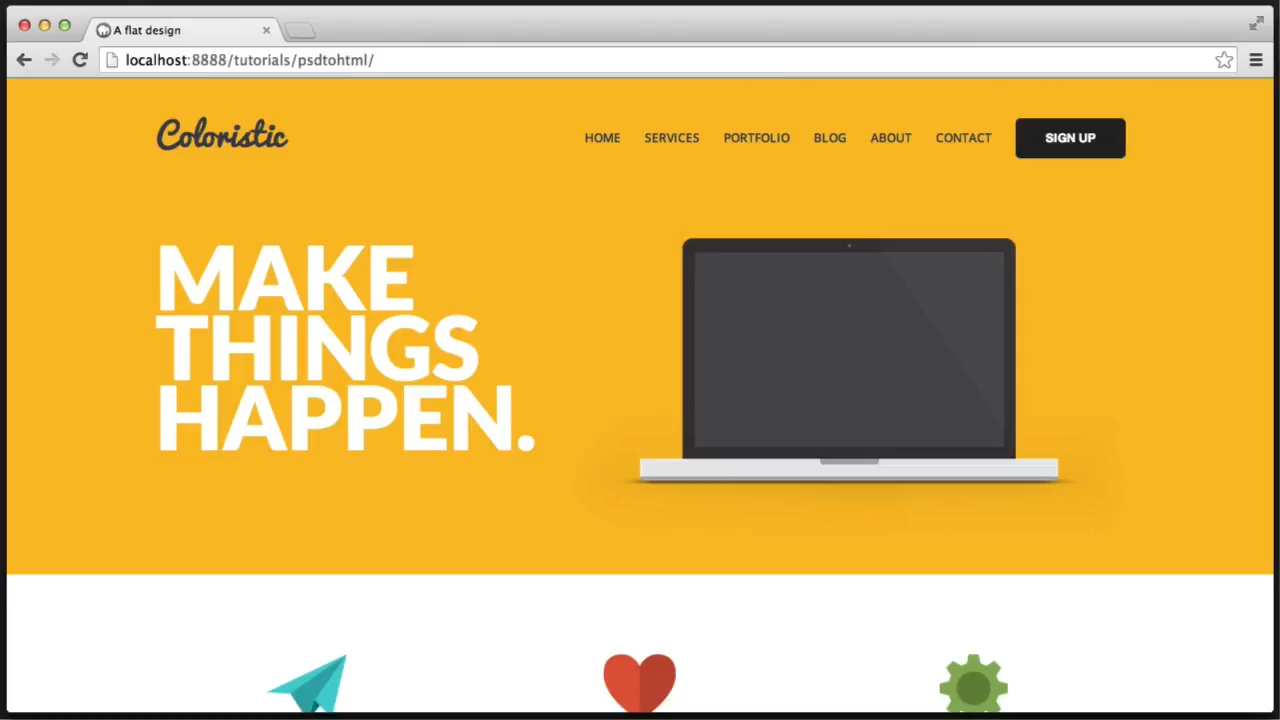 A flat design
localhost:8888/tutorials/psdtohtml/
Coloristic
HOME SERVICES PORTFOLIO BLOG ABOUT CONTACT SIGN UP
MAKE
THINGS
HAPPEN.